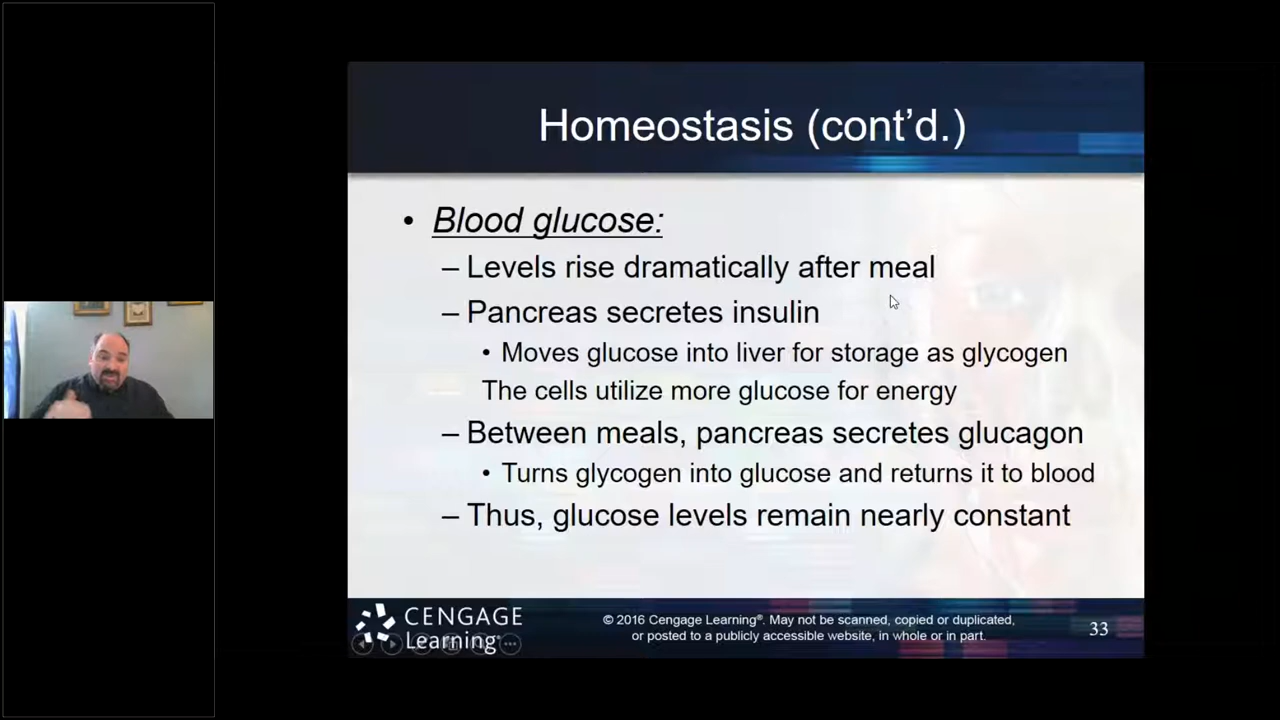 Homeostasis (cont’d.)
• Blood glucose:
– Levels rise dramatically after meal
– Pancreas secretes insulin
• Moves glucose into liver for storage as glycogen
The cells utilize more glucose for energy
– Between meals, pancreas secretes glucagon
• Turns glycogen into glucose and returns it to blood
– Thus, glucose levels remain nearly constant
CENGAGE
Learning®
© 2016 Cengage Learning®. May not be scanned, copied or duplicated,
or posted to a publicly accessible website, in whole or in part.
33